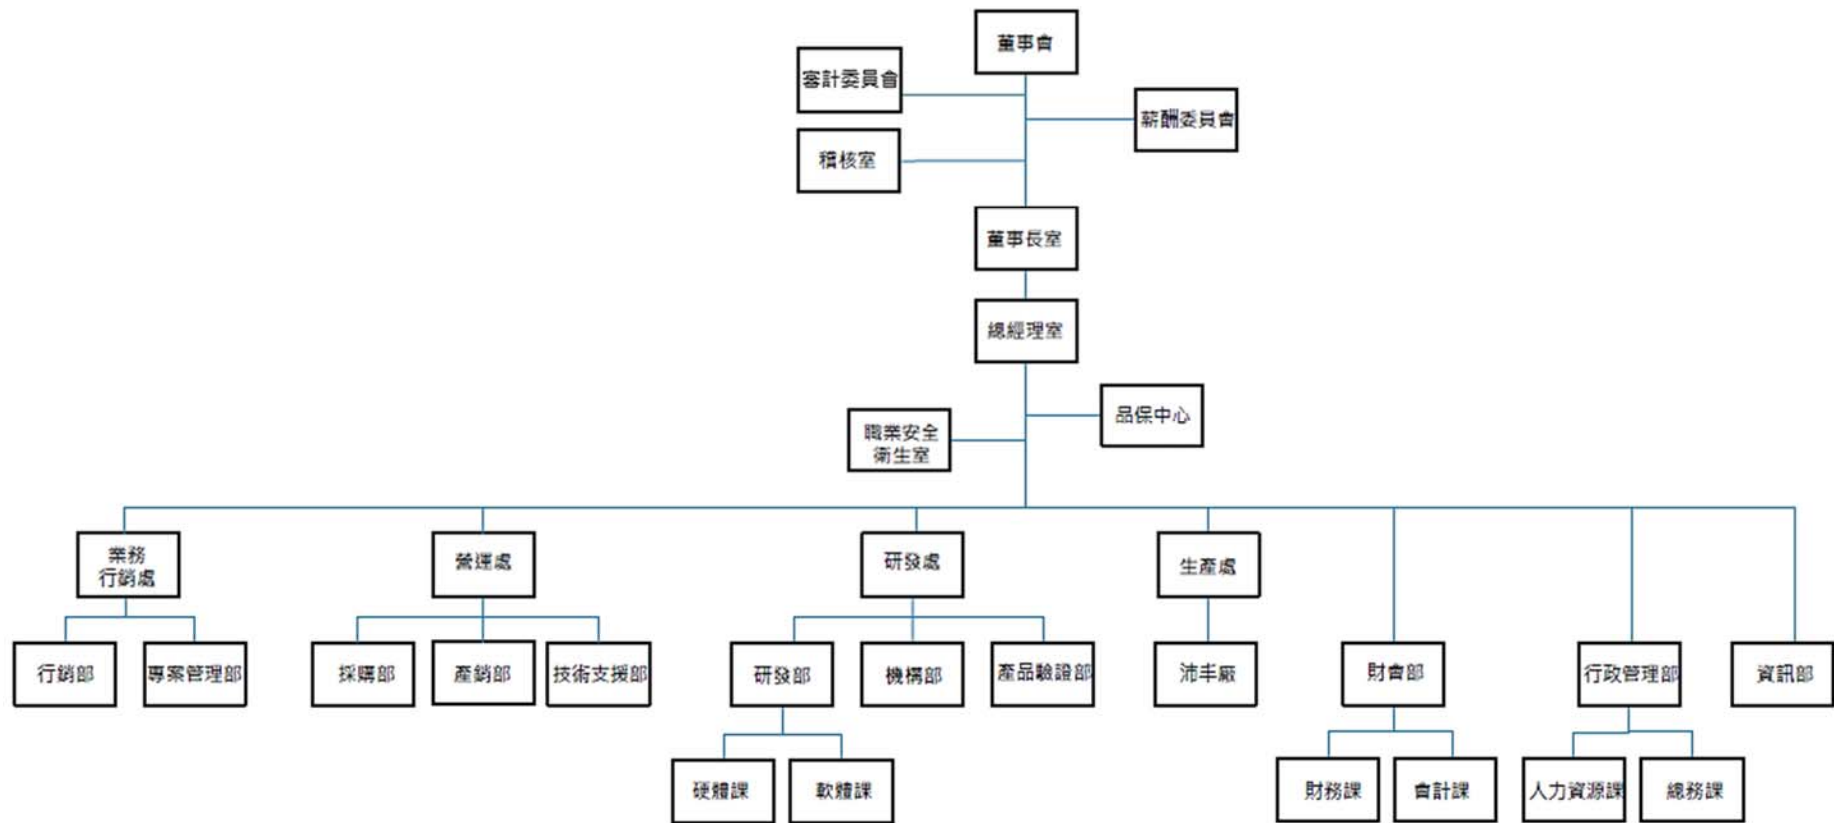 董事會
審計委員會
薪酬委員會
稽核室
董事長室
總經理室
品保中心
職業安全
衛生室
業務
行銷處
營運處
研發處
生產處
行銷部
專案管理部
採購部
產銷部
技術支援部
研發部
機構部
產品驗證部
沛丰廠
財會部
行政管理部
資訊部
硬體課
軟體課
財務課
會計課
人力資源課
總務課